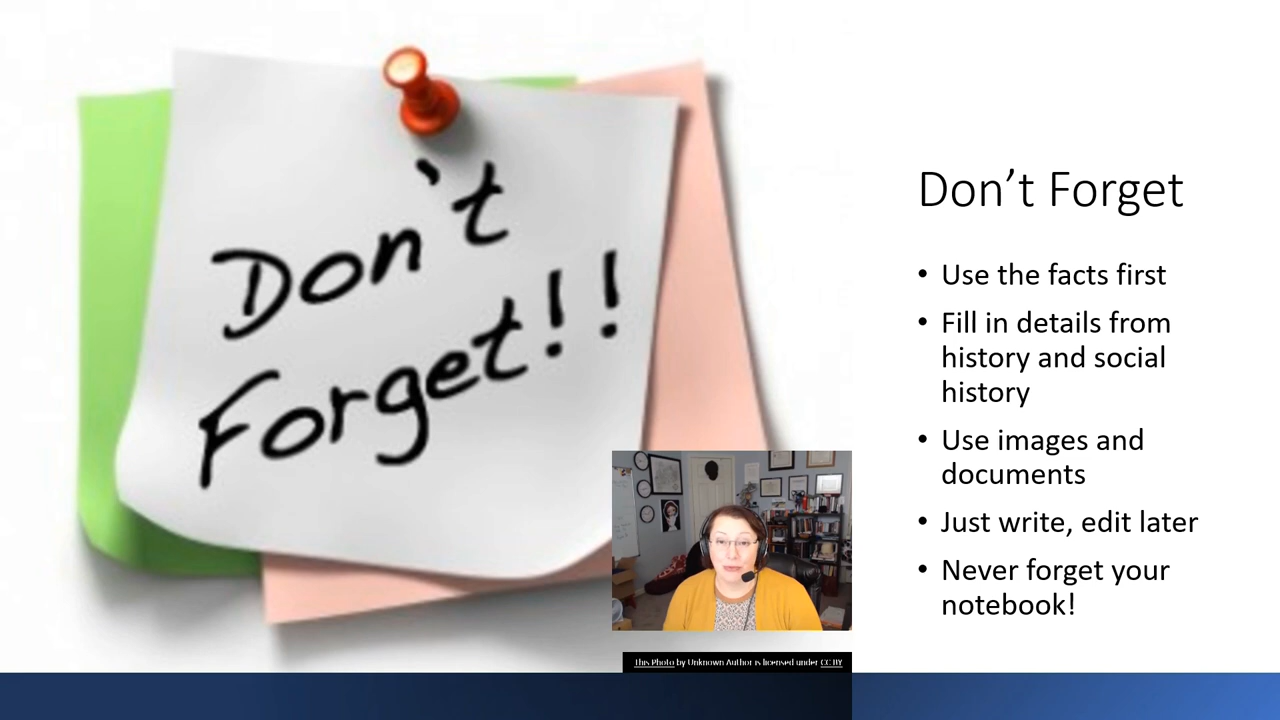 Don't
Forget!!
Don’t Forget
• Use the facts first
• Fill in details from
history and social
history
• Use images and
documents
• Just write, edit later
• Never forget your
notebook!
This Photo by Unknown Author is licensed under CC BY